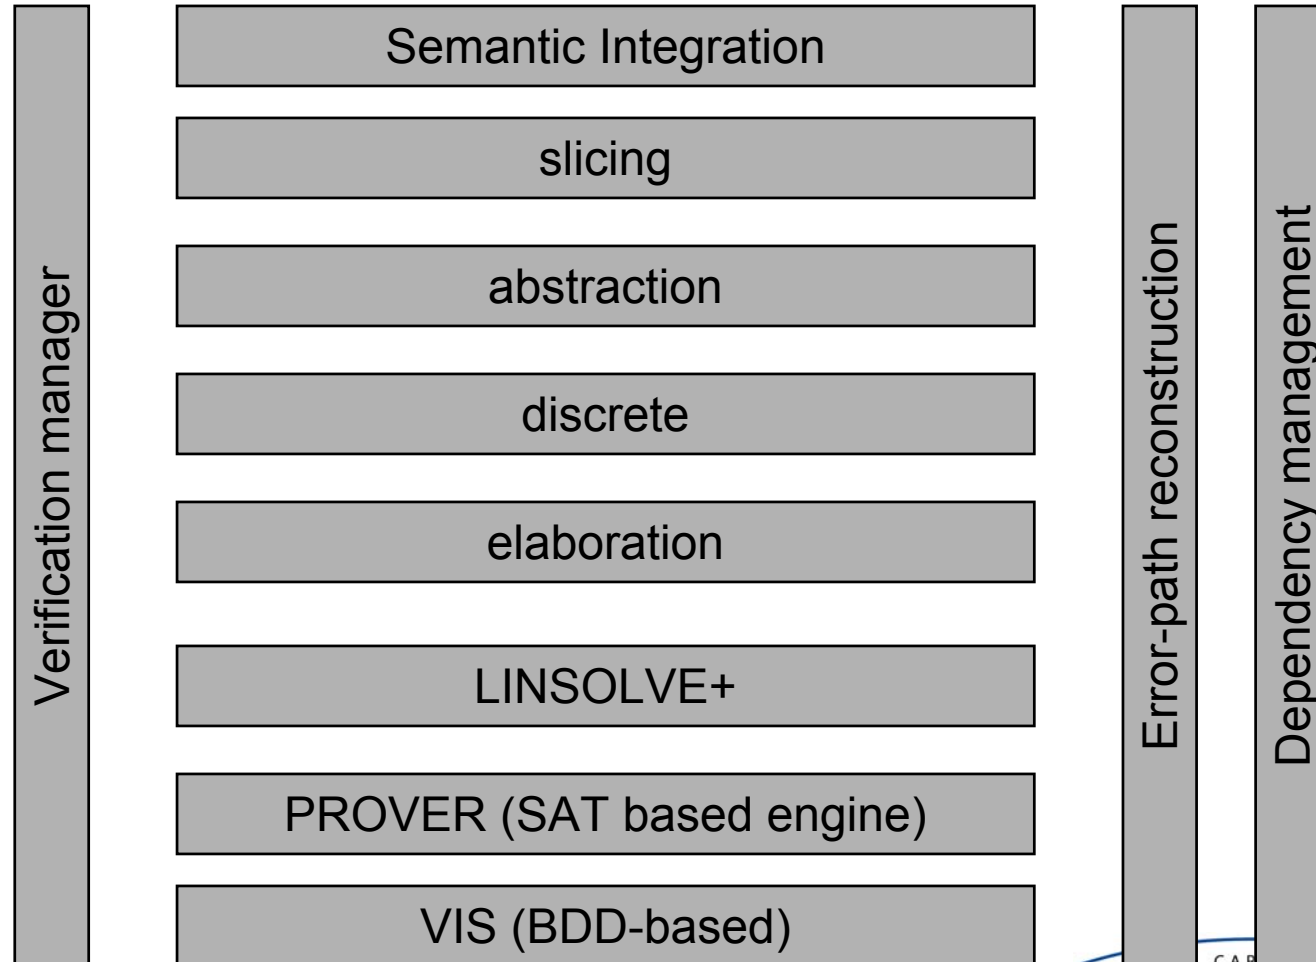 Verification manager
Semantic Integration
slicing
abstraction
discrete
elaboration
LINSOLVE+
PROVER (SAT based engine)
VIS (BDD-based)
Error-path reconstruction
Dependency management